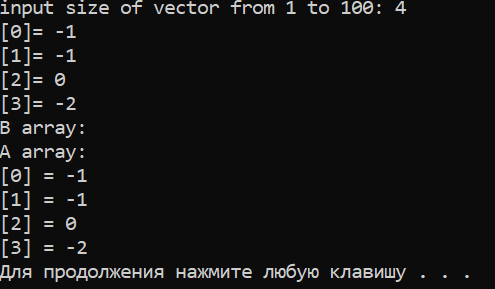 input size of vector from 1 to 100: 4
[0]= -1
[1]= -1
[2]= 0
[3]= -2
B array:
A array:
[0] = -1
[1] = -1
[2] = 0
[3] = -2
Для продолжения нажмите любую клавишу . . .